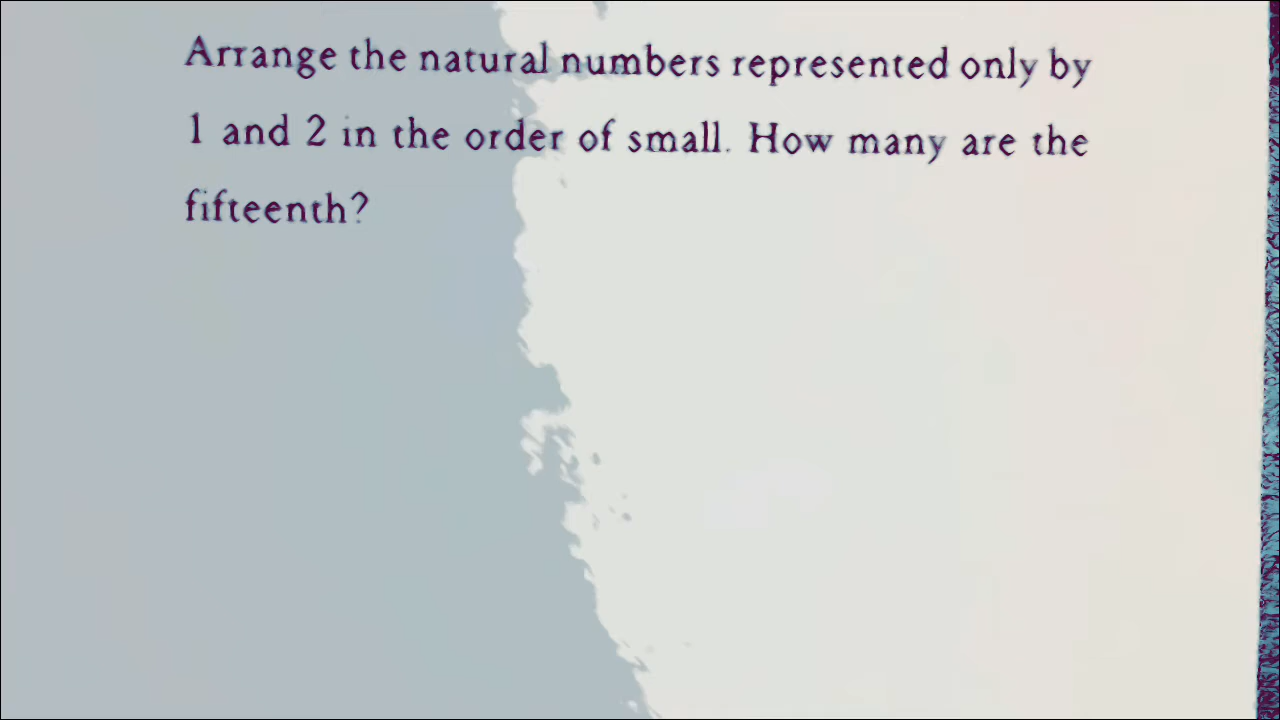 Arrange the natural numbers represented only by
1 and 2 in the order of small. How many are the
fifteenth?